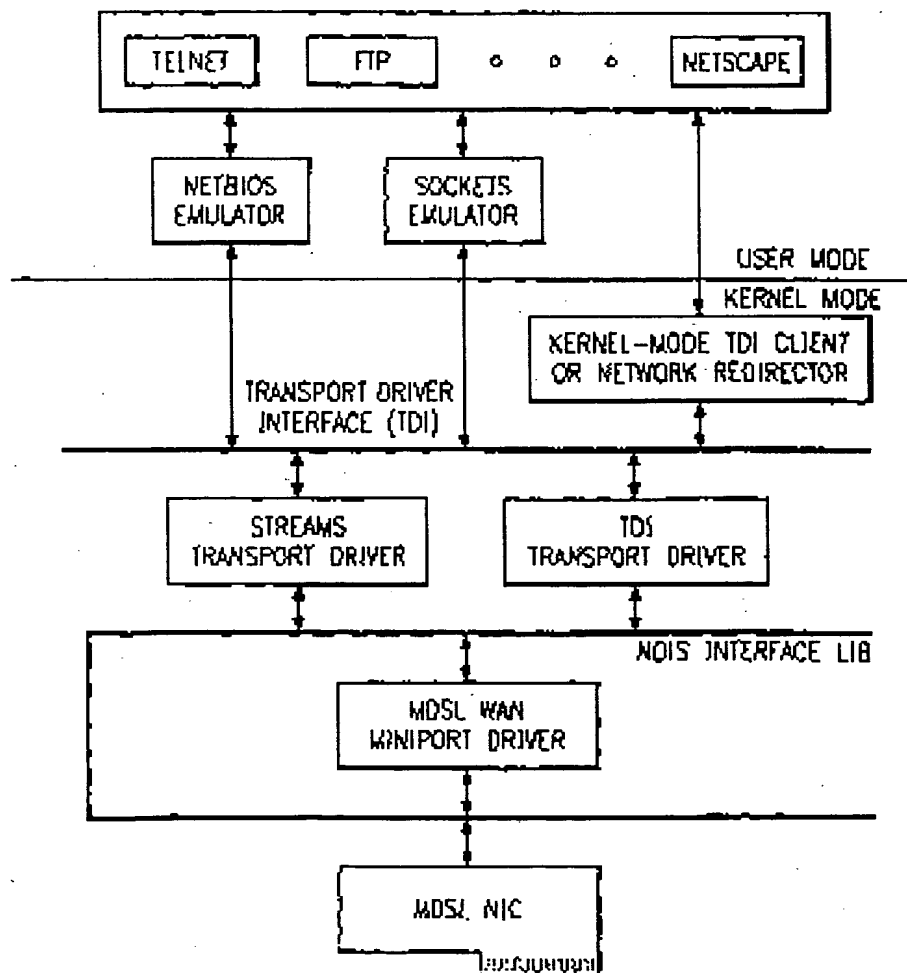 TELNET
FTP
NETSCAPE
NETBIOS
EMULATOR
SOCKETS
EMULATOR
USER MODE
KERNEL MODE
KERNEL-MODE TDI CLIENT
OR NETWORK REDIRECTOR
TRANSPORT DRIVER
INTERFACE (TDI)
STREAMS
TRANSPORT DRIVER
TDI
TRANSPORT DRIVER
NDIS INTERFACE LIB
MDSL WAN
MINIPORT DRIVER
MDSL NIC